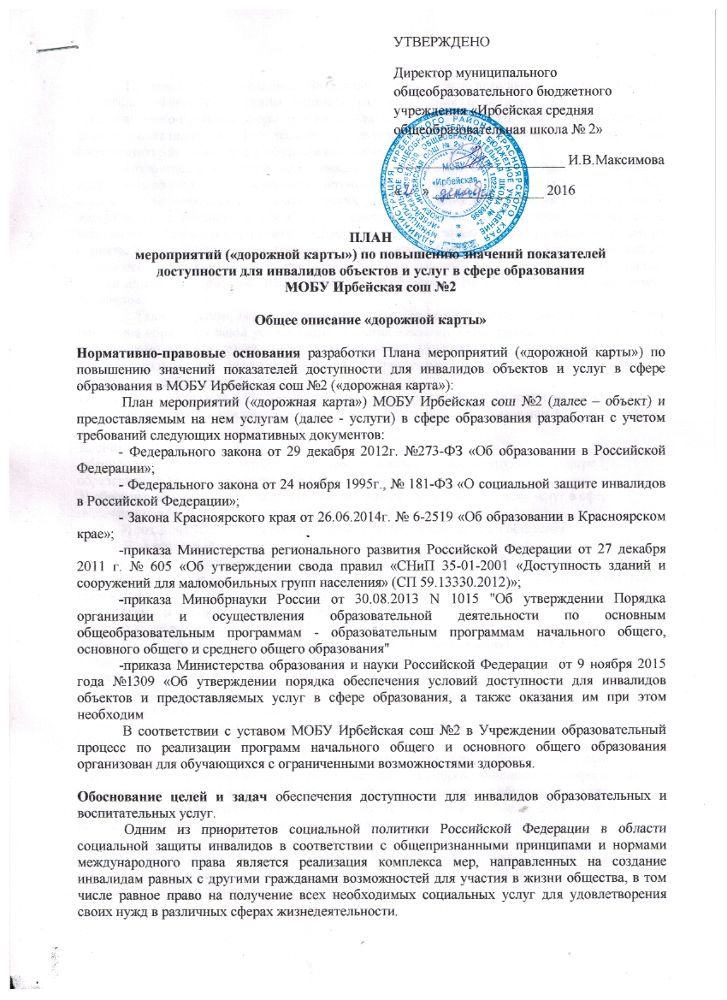 УТВЕРЖДЕНО
Директор муниципального
общеобразовательного бюджетного
учреждения «Ирбейская средняя
общеобразовательная школа № 2»
И.В.Максимова
« » декабря 2016
ПЛАН
мероприятий («дорожной карты») по повышению значений показателей
доступности для инвалидов объектов и услуг в сфере образования
МОБУ Ирбейская сош №2
Общее описание «дорожной карты»
Нормативно-правовые основания разработки Плана мероприятий («дорожной карты») по
повышению значений показателей доступности для инвалидов объектов и услуг в сфере
образования в МОБУ Ирбейская сош №2 («дорожная карта»):
План мероприятий («дорожная карта») МОБУ Ирбейская сош №2 (далее – объект) и
предоставляемым на нем услугам (далее - услуги) в сфере образования разработан с учетом
требований следующих нормативных документов:
- Федерального закона от 29 декабря 2012г. №273-ФЗ «Об образовании в Российской
Федерации»;
- Федерального закона от 24 ноября 1995г., № 181-ФЗ «О социальной защите инвалидов
в Российской Федерации»;
- Закона Красноярского края от 26.06.2014г. № 6-2519 «Об образовании в Красноярском
крае»;
-приказа Министерства регионального развития Российской Федерации от 27 декабря
2011 г. № 605 «Об утверждении свода правил «СНиП 35-01-2001 «Доступность зданий и
сооружений для маломобильных групп населения» (СП 59.13330.2012)»;
-приказа Минобрнауки России от 30.08.2013 N 1015 "Об утверждении Порядка
организации и осуществления образовательной деятельности по основным
общеобразовательным программам - образовательным программам начального общего,
основного общего и среднего общего образования"
-приказа Министерства образования и науки Российской Федерации от 9 ноября 2015
года №1309 «Об утверждении порядка обеспечения условий доступности для инвалидов
объектов и предоставляемых услуг в сфере образования, а также оказания им при этом
необходим
В соответствии с уставом МОБУ Ирбейская сош №2 в Учреждении образовательный
процесс по реализации программ начального общего и основного общего образования
организован для обучающихся с ограниченными возможностями здоровья.
Обоснование целей и задач обеспечения доступности для инвалидов образовательных и
воспитательных услуг.
Одним из приоритетов социальной политики Российской Федерации в области
социальной защиты инвалидов в соответствии с общепризнанными принципами и нормами
международного права является реализация комплекса мер, направленных на создание
инвалидам равных с другими гражданами возможностей для участия в жизни общества, в том
числе равное право на получение всех необходимых социальных услуг для удовлетворения
своих нужд в различных сферах жизнедеятельности.